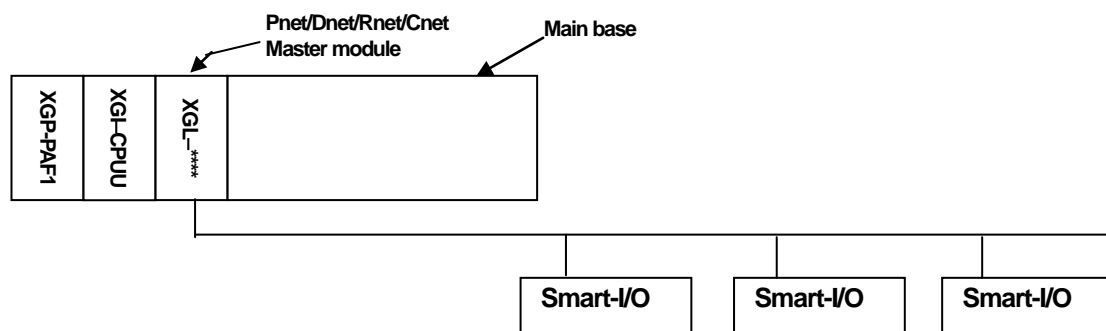 Pnet/Dnet/Rnet/Cnet
Master module
Main base
XGP-PAF1
XGI-CPUU
XGL_****
Smart-I/O
Smart-I/O
Smart-I/O